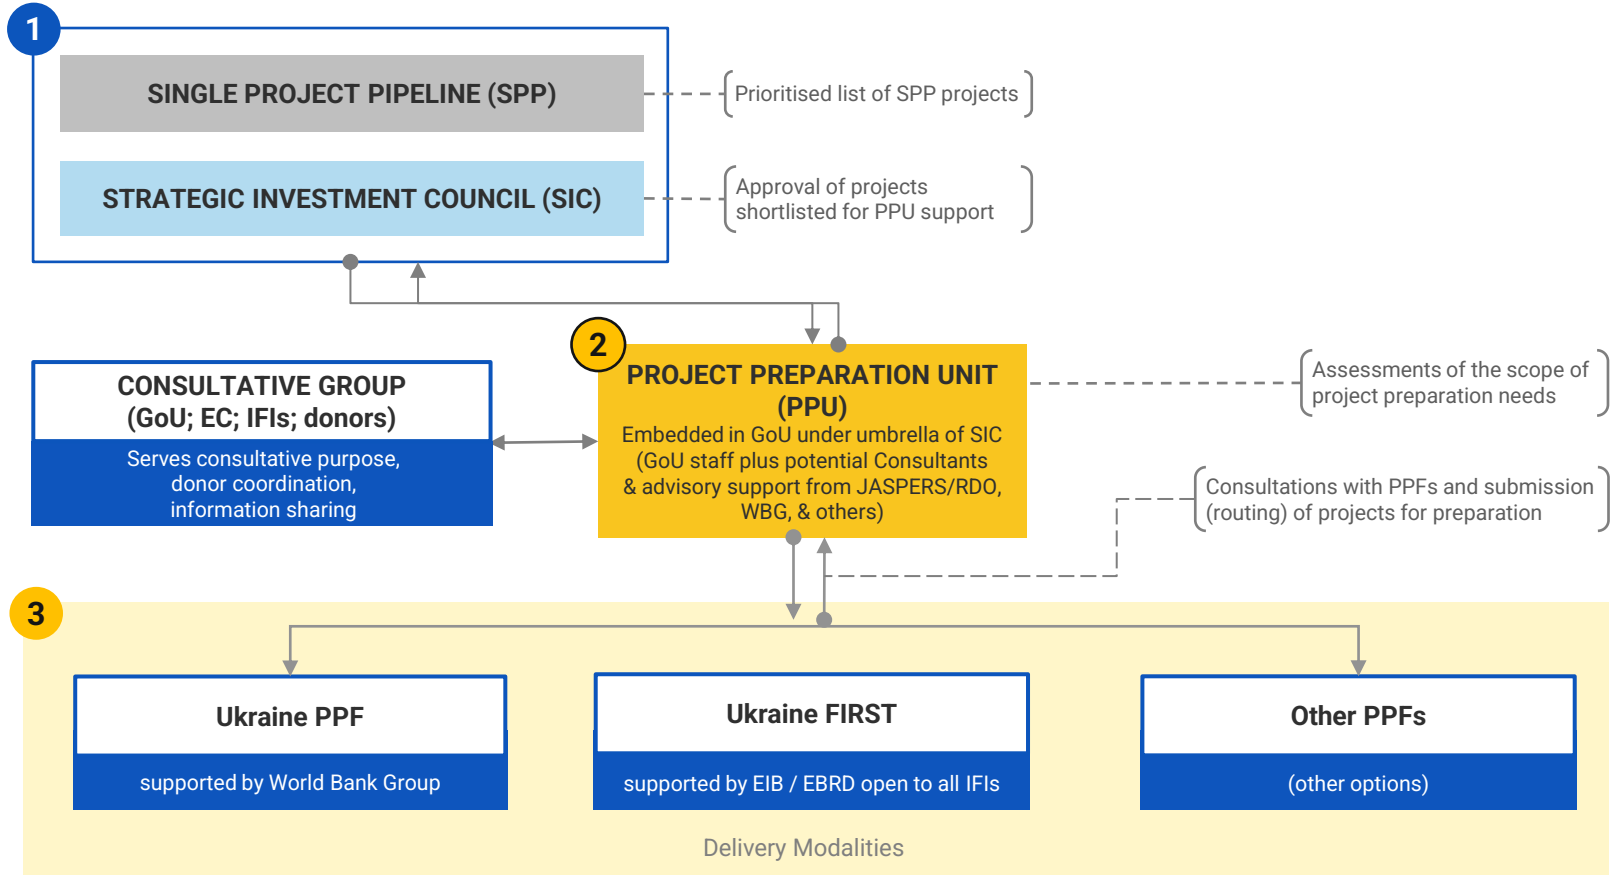 1
SINGLE PROJECT PIPELINE (SPP)
Prioritised list of SPP projects
STRATEGIC INVESTMENT COUNCIL (SIC)
Approval of projects
shortlisted for PPU support
2
PROJECT PREPARATION UNIT
(PPU)
Embedded in GoU under umbrella of SIC
(GoU staff plus potential Consultants
& advisory support from JASPERS/RDO,
WBG, & others)
CONSULTATIVE GROUP
(GoU; EC; IFIs; donors)
Serves consultative purpose,
donor coordination,
information sharing
Assessments of the scope of
project preparation needs
Consultations with PPFs and submission
(routing) of projects for preparation
3
Ukraine PPF
supported by World Bank Group
Ukraine FIRST
supported by EIB / EBRD open to all IFIs
Other PPFs
(other options)
Delivery Modalities